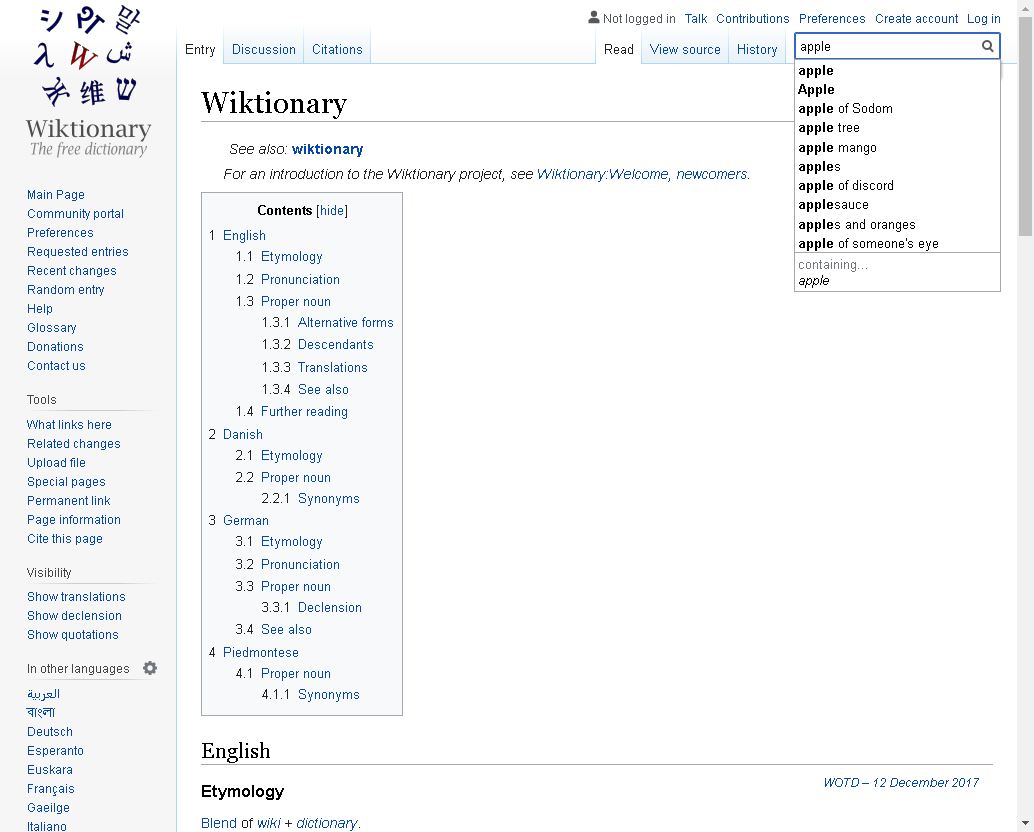 Wiktionary
The free dictionary
Not logged in Talk Contributions Preferences Create account Log in
Entry Discussion Citations Read View source History
apple
apple
Apple
apple of Sodom
apple tree
apple mango
apples
apple of discord
applesauce
apples and oranges
apple of someone's eye
containing...
apple
Main Page
Community portal
Preferences
Requested entries
Recent changes
Random entry
Help
Glossary
Donations
Contact us
Tools
What links here
Related changes
Upload file
Special pages
Permanent link
Page information
Cite this page
Visibility
Show translations
Show declension
Show quotations
In other languages
العربية
বাংলা
Deutsch
Esperanto
Euskara
Français
Gaeilge
Italiano
Wiktionary
See also: wiktionary
For an introduction to the Wiktionary project, see Wiktionary:Welcome, newcomers.
Contents [hide]
1 English
1.1 Etymology
1.2 Pronunciation
1.3 Proper noun
1.3.1 Alternative forms
1.3.2 Descendants
1.3.3 Translations
1.3.4 See also
1.4 Further reading
2 Danish
2.1 Etymology
2.2 Proper noun
2.2.1 Synonyms
3 German
3.1 Etymology
3.2 Pronunciation
3.3 Proper noun
3.3.1 Declension
3.4 See also
4 Piedmontese
4.1 Proper noun
4.1.1 Synonyms
English
WOTD – 12 December 2017
Etymology
Blend of wiki + dictionary.